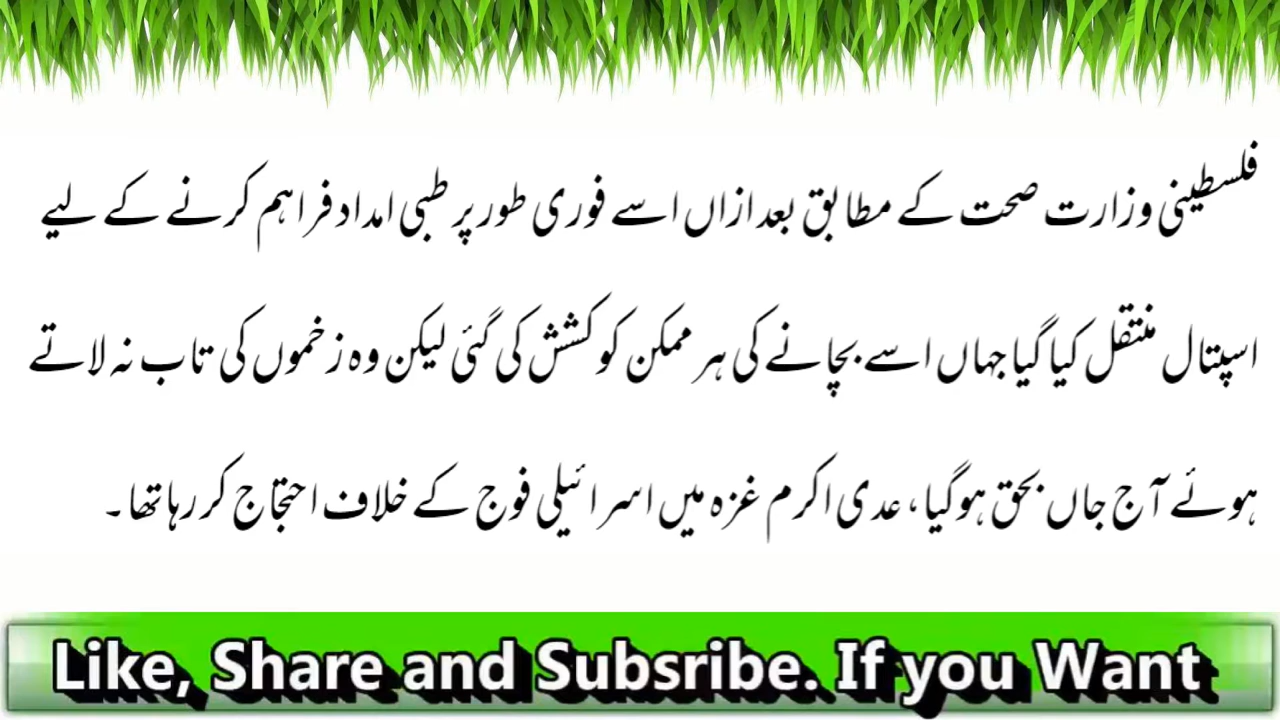 فلسطینی وزارت صحت کے مطابق بعد ازاں اسے فوری طور پر طبی امداد فراہم کرنے کے لیے
اسپتال منتقل کیا گیا جہاں اسے بچانے کی ہر ممکن کوکشش کی گئی لیکن وہ زخموں کی تاب نہ لاتے
ہوئے آج جاں بحق ہوگیا، عدی اکرم غزہ میں اسرائیلی فوج کے خلاف احتجاج کر رہا تھا۔
Like, Share and Subsribe. If you Want